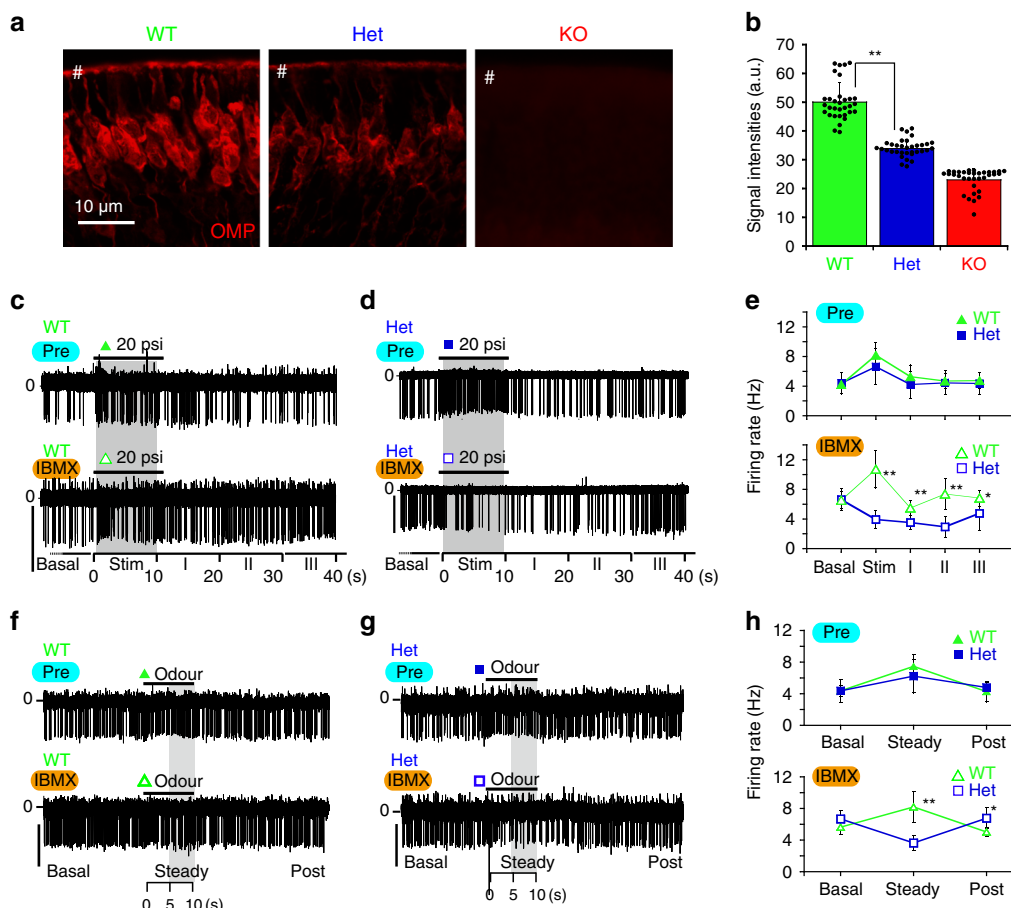 a
WT Het KO
# # #
10 µm
OMP
b
Signal intensities (a.u.)
50
60
70
40
30
20
10
0
**
WT Het KO
c
WT
Pre
20 psi
0
WT
IBMX
20 psi
0
Basal Stim I II III
0 10 20 30 40 (s)
d
Het
Pre
20 psi
0
Het
IBMX
20 psi
0
Basal Stim I II III
0 10 20 30 40 (s)
e
Firing rate (Hz)
Pre
WT
Het
12
8
4
0
IBMX
WT
Het
12
8
4
0
** ** ** *
Basal Stim I II III
f
WT
Pre
Odour
0
WT
IBMX
Odour
0
Basal Steady Post
0 5 10 (s)
g
Het
Pre
Odour
0
Het
IBMX
Odour
0
Basal Steady Post
0 5 10 (s)
h
Firing rate (Hz)
Pre
WT
Het
12
8
4
0
Basal Steady Post
IBMX
WT
Het
12
8
4
0
** *
Basal Steady Post